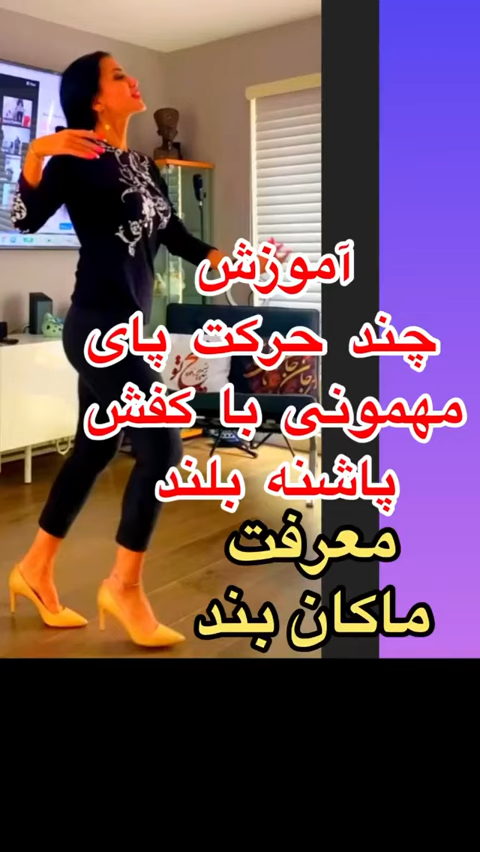 آموزش
چند حرکت پای
مهمونی با کفش
پاشنه بلند
معرفت
ماکان بند